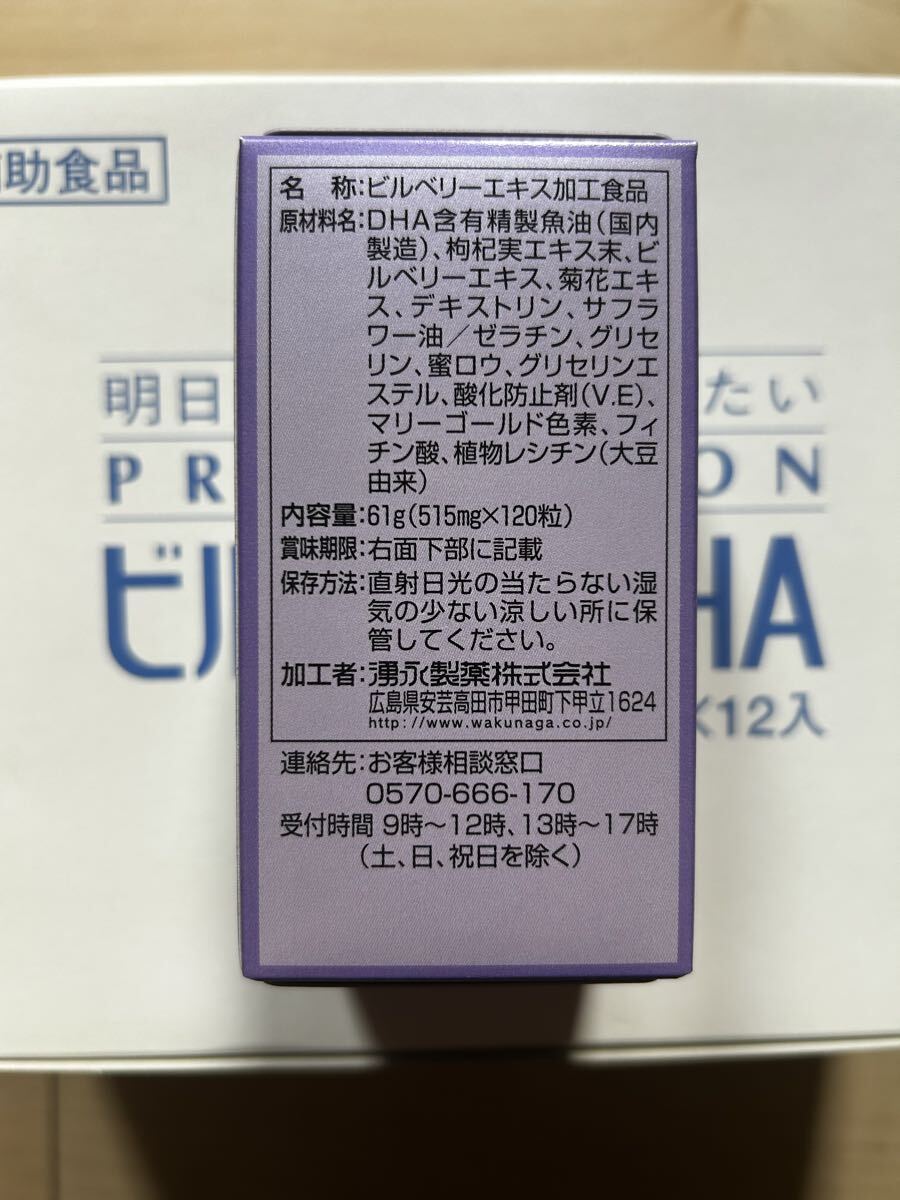 助食品
名 称:ビルベリーエキス加工食品
原材料名:DHA含有精製魚油(国内
製造)、枸杞実エキス末、ビ
ルベリーエキス、菊花エキ
ス、デキストリン、サフラ
ワー油/ゼラチン、グリセ
リン、蜜ロウ、グリセリンエ
ステル、酸化防止剤(V.E)、
マリーゴールド色素、フィ
チン酸、植物レシチン(大豆
由来)
内容量:61g(515mg×120粒)
賞味期限:右面下部に記載
保存方法:直射日光の当たらない湿
気の少ない涼しい所に保
管してください。
加工者:湧永製薬株式会社
広島県安芸高田市甲田町下甲立1624
http://www.wakunaga.co.jp/
連絡先:お客様相談窓口
0570-666-170
受付時間 9時~12時、13時~17時
(土、日、祝日を除く)
明日 たい
PR ON
ビル HA
×12入